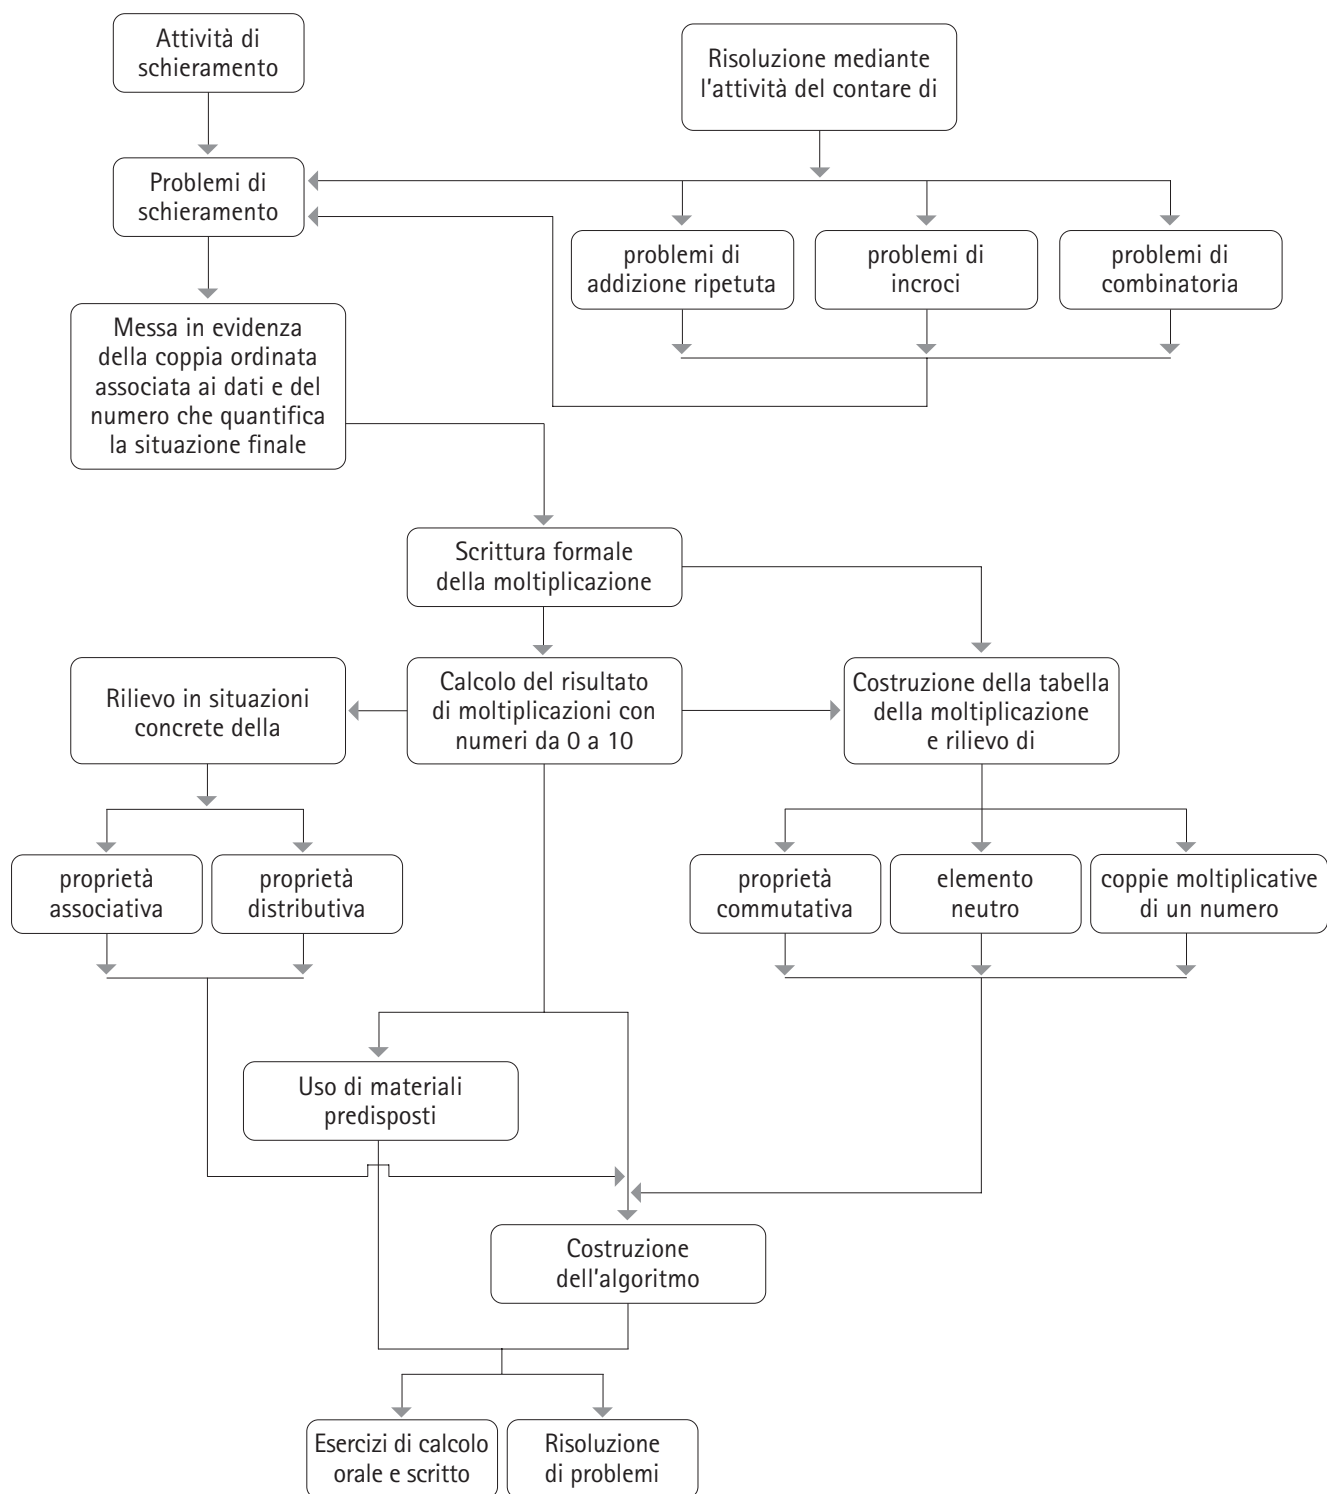 Attività di
schieramento
Risoluzione mediante
l'attività del contare di
Problemi di
schieramento
problemi di
addizione ripetuta
problemi di
incroci
problemi di
combinatoria
Messa in evidenza
della coppia ordinata
associata ai dati e del
numero che quantifica
la situazione finale
Scrittura formale
della moltiplicazione
Rilievo in situazioni
concrete della
Calcolo del risultato
di moltiplicazioni con
numeri da 0 a 10
Costruzione della tabella
della moltiplicazione
e rilievo di
proprietà
associativa
proprietà
distributiva
proprietà
commutativa
elemento
neutro
coppie moltiplicative
di un numero
Uso di materiali
predisposti
Costruzione
dell'algoritmo
Esercizi di calcolo
orale e scritto
Risoluzione
di problemi